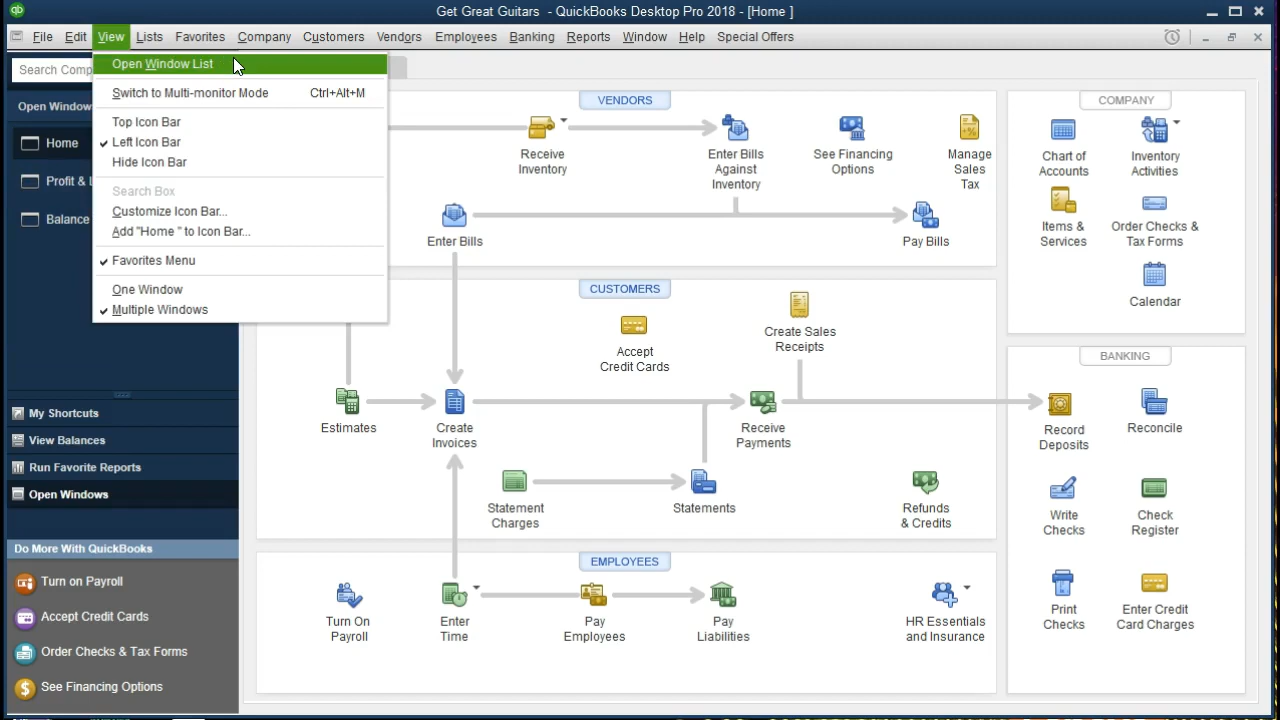 Get Great Guitars - QuickBooks Desktop Pro 2018 - [Home ]
File Edit View Lists Favorites Company Customers Vendors Employees Banking Reports Window Help Special Offers
Search Comp
Open Window
Home
Profit & L
Balance
Open Window List
Switch to Multi-monitor Mode Ctrl+Alt+M
Top Icon Bar
Left Icon Bar
Hide Icon Bar
Search Box
Customize Icon Bar...
Add "Home " to Icon Bar...
Favorites Menu
One Window
Multiple Windows
My Shortcuts
View Balances
Run Favorite Reports
Open Windows
Do More With QuickBooks
Turn on Payroll
Accept Credit Cards
Order Checks & Tax Forms
See Financing Options
VENDORS
Receive
Inventory
Enter Bills
Against
Inventory
See Financing
Options
Manage
Sales
Tax
Enter Bills
Pay Bills
CUSTOMERS
Accept
Credit Cards
Create Sales
Receipts
Estimates
Create
Invoices
Receive
Payments
Statement
Charges
Statements
Refunds
& Credits
EMPLOYEES
Turn On
Payroll
Enter
Time
Pay
Employees
Pay
Liabilities
HR Essentials
and Insurance
COMPANY
Chart of
Accounts
Inventory
Activities
Items &
Services
Order Checks &
Tax Forms
Calendar
BANKING
Record
Deposits
Reconcile
Write
Checks
Check
Register
Print
Checks
Enter Credit
Card Charges